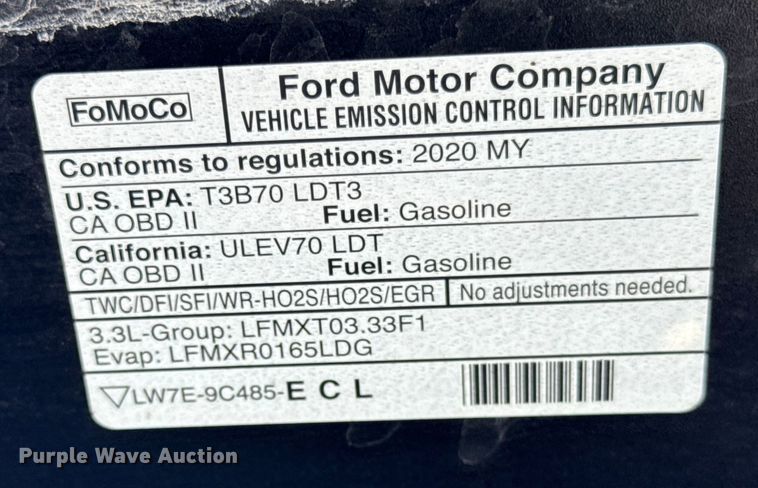 FoMoCo
Ford Motor Company
VEHICLE EMISSION CONTROL INFORMATION
Conforms to regulations: 2020 MY
U.S. EPA: T3B70 LDT3
CA OBD II Fuel: Gasoline
California: ULEV70 LDT
CA OBD II Fuel: Gasoline
TWC/DFI/SFI/WR-HO2S/HO2S/EGR No adjustments needed.
3.3L-Group: LFMXT03.33F1
Evap: LFMXR0165LDG
LW7E-9C485-E C L
Purple Wave Auction